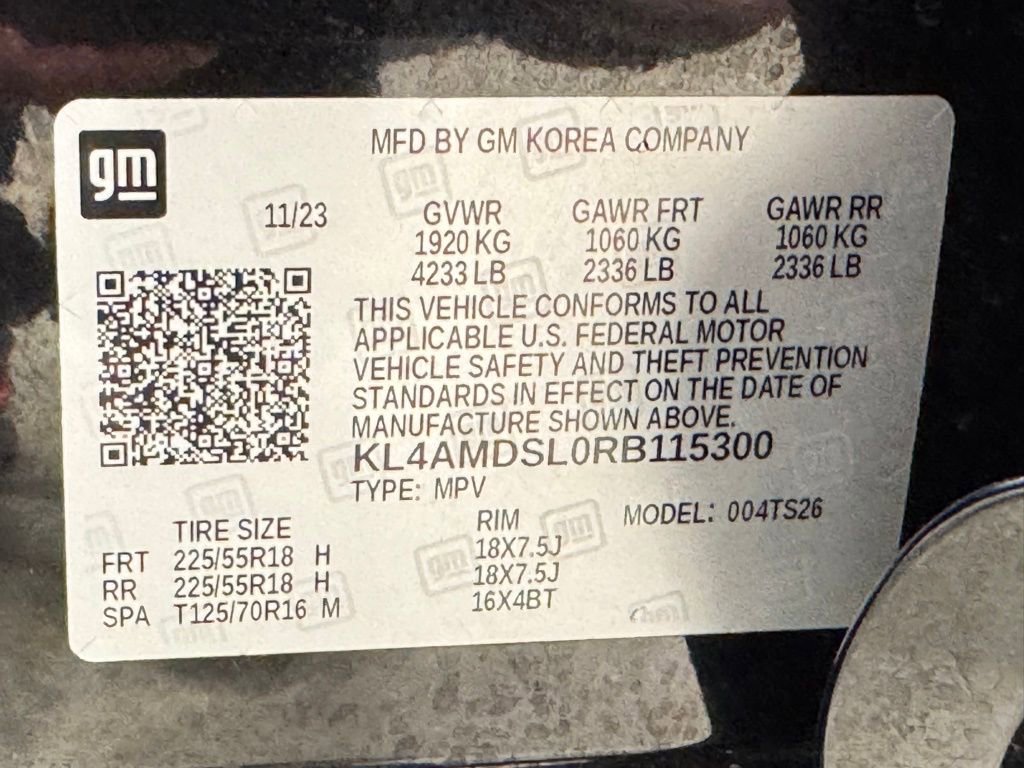 gm
MFD BY GM KOREA COMPANY
11/23
GVWR GAWR FRT GAWR RR
1920 KG 1060 KG 1060 KG
4233 LB 2336 LB 2336 LB
THIS VEHICLE CONFORMS TO ALL
APPLICABLE U.S. FEDERAL MOTOR
VEHICLE SAFETY AND THEFT PREVENTION
STANDARDS IN EFFECT ON THE DATE OF
MANUFACTURE SHOWN ABOVE.
KL4AMDSL0RB115300
TYPE: MPV
MODEL: 004TS26
TIRE SIZE RIM
FRT 225/55R18 H 18X7.5J
RR 225/55R18 H 18X7.5J
SPA T125/70R16 M 16X4BT